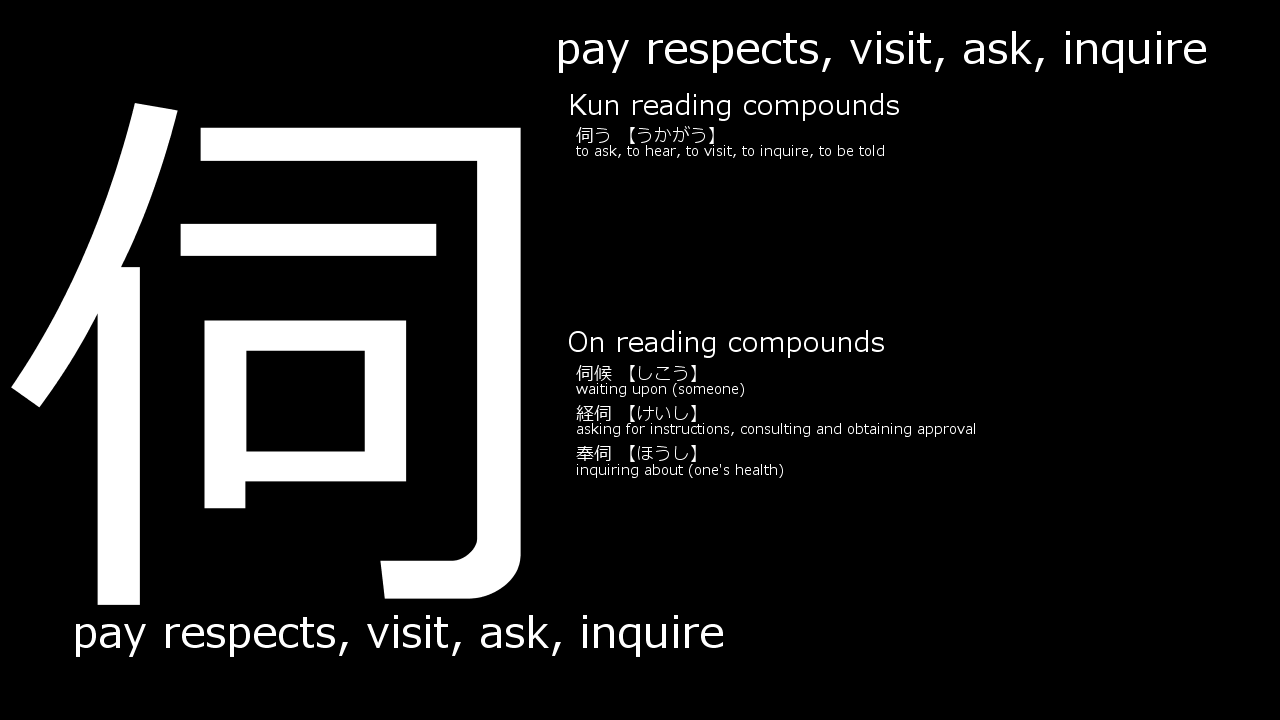 伺
pay respects, visit, ask, inquire
pay respects, visit, ask, inquire
Kun reading compounds
伺う 【うかがう】
to ask, to hear, to visit, to inquire, to be told
On reading compounds
伺候 【しこう】
waiting upon (someone)
経伺 【けいし】
asking for instructions, consulting and obtaining approval
奉伺 【ほうし】
inquiring about (one's health)